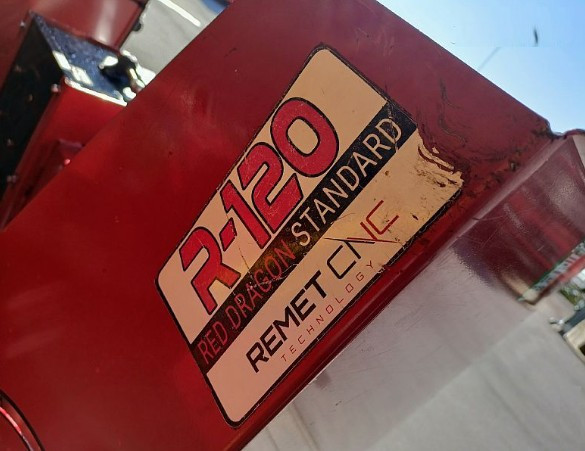 R-120
RED DRAGON STANDARD
REMET CNC
TECHNOLOGY